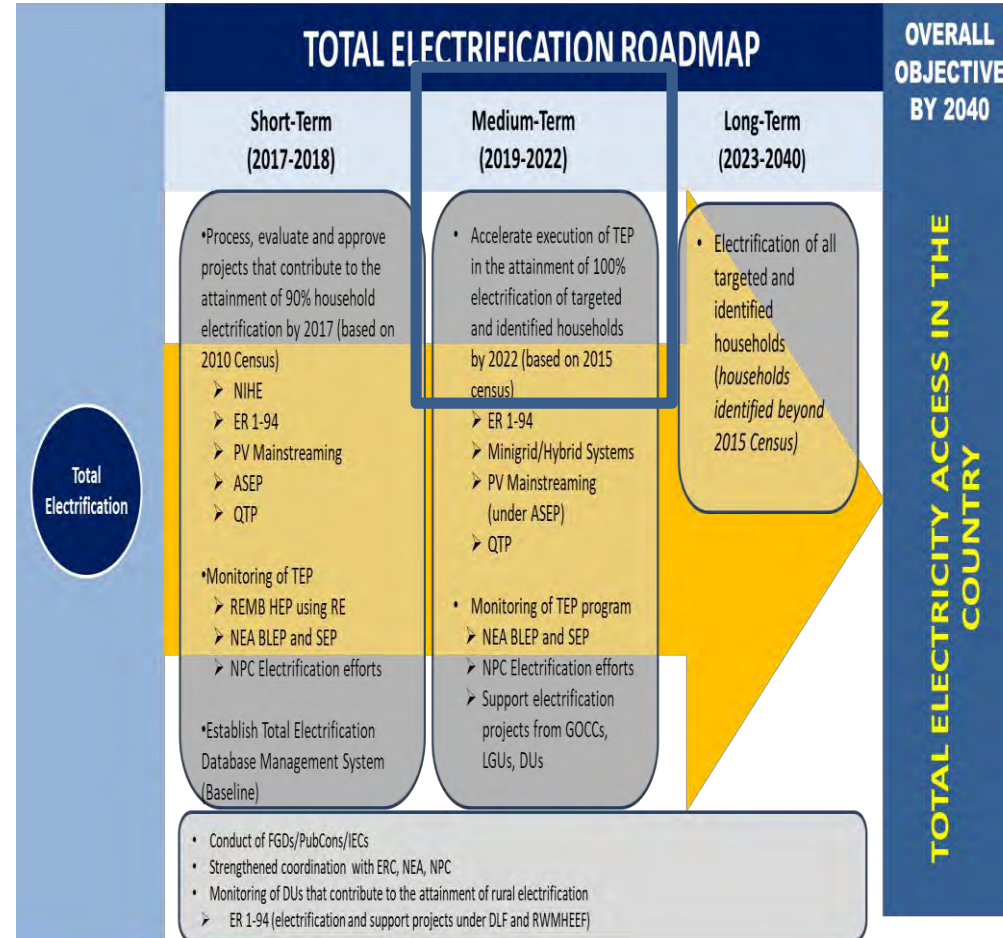 TOTAL ELECTRIFICATION ROADMAP
OVERALL
OBJECTIVE
BY 2040
Short-Term
(2017-2018)
Medium-Term
(2019-2022)
Long-Term
(2023-2040)
Total
Electrification
•Process, evaluate and approve
projects that contribute to the
attainment of 90% household
electrification by 2017 (based on
2010 Census)
➢ NIHE
➢ ER 1-94
➢ PV Mainstreaming
➢ ASEP
➢ QTP
•Monitoring of TEP
➢ REMB HEP using RE
➢ NEA BLEP and SEP
➢ NPC Electrification efforts
•Establish Total Electrification
Database Management System
(Baseline)
• Accelerate execution of TEP
in the attainment of 100%
electrification of targeted
and identified households
by 2022 (based on 2015
census)
➢ ER 1-94
➢ Minigrid/Hybrid Systems
➢ PV Mainstreaming
(under ASEP)
➢ QTP
• Monitoring of TEP program
➢ NEA BLEP and SEP
➢ NPC Electrification efforts
➢ Support electrification
projects from GOCCs,
LGUs, DUs
• Electrification of all
targeted and
identified
households
(households
identified beyond
2015 Census)
TOTAL ELECTRICITY ACCESS IN THE
COUNTRY
• Conduct of FGDs/PubCons/IECs
• Strengthened coordination with ERC, NEA, NPC
• Monitoring of DUs that contribute to the attainment of rural electrification
➢ ER 1-94 (electrification and support projects under DLF and RWMHEEF)